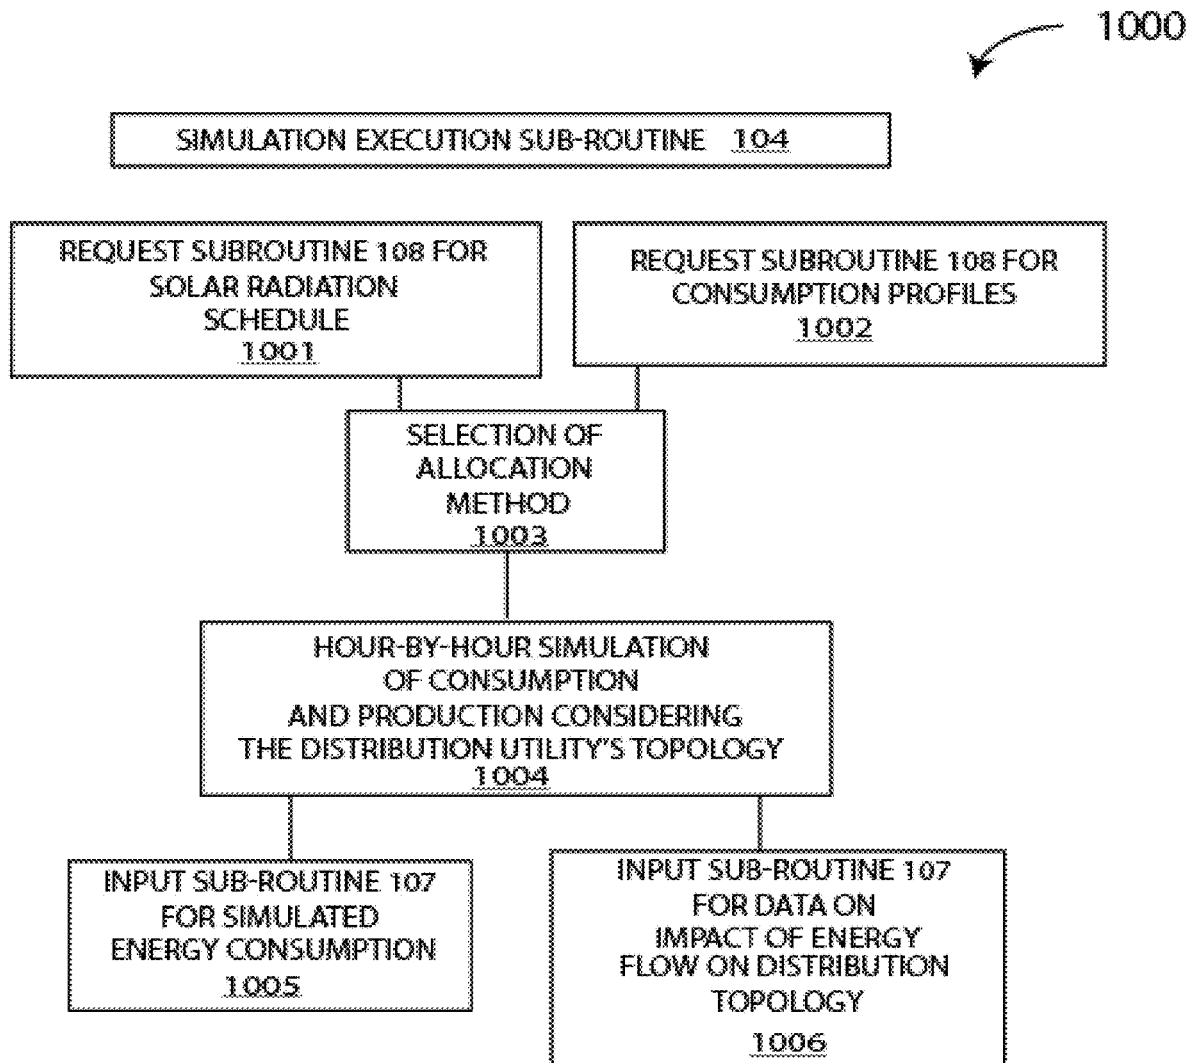 1000
SIMULATION EXECUTION SUB-ROUTINE 104
REQUEST SUBROUTINE 108 FOR
SOLAR RADIATION
SCHEDULE
1001
REQUEST SUBROUTINE 108 FOR
CONSUMPTION PROFILES
1002
SELECTION OF
ALLOCATION
METHOD
1003
HOUR-BY-HOUR SIMULATION
OF CONSUMPTION
AND PRODUCTION CONSIDERING
THE DISTRIBUTION UTILITY'S TOPOLOGY
1004
INPUT SUB-ROUTINE 107
FOR SIMULATED
ENERGY CONSUMPTION
1005
INPUT SUB-ROUTINE 107
FOR DATA ON
IMPACT OF ENERGY
FLOW ON DISTRIBUTION
TOPOLOGY
1006